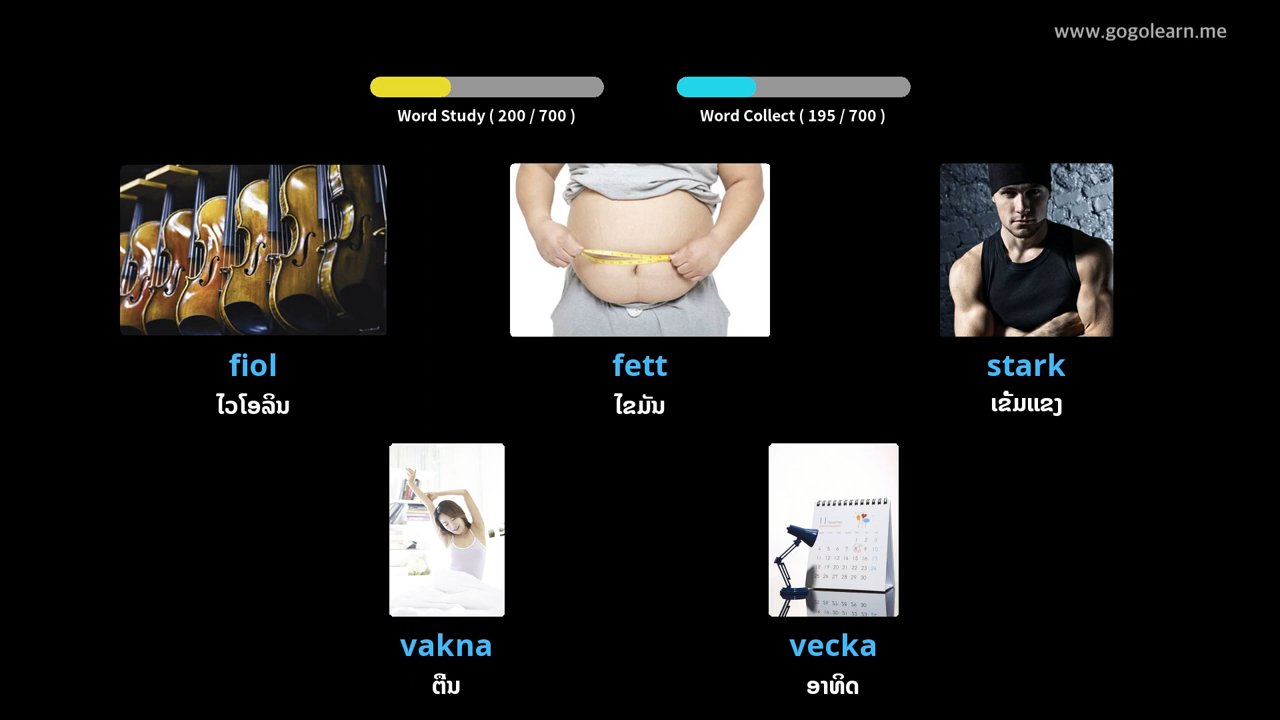 www.gogolearn.me
Word Study ( 200 / 700 )
Word Collect ( 195 / 700 )
fiol
ໄວໂອລິນ
fett
ໄຂມັນ
stark
ເຂັ້ມແຂງ
vakna
ຕື່ນ
vecka
ອາທິດ